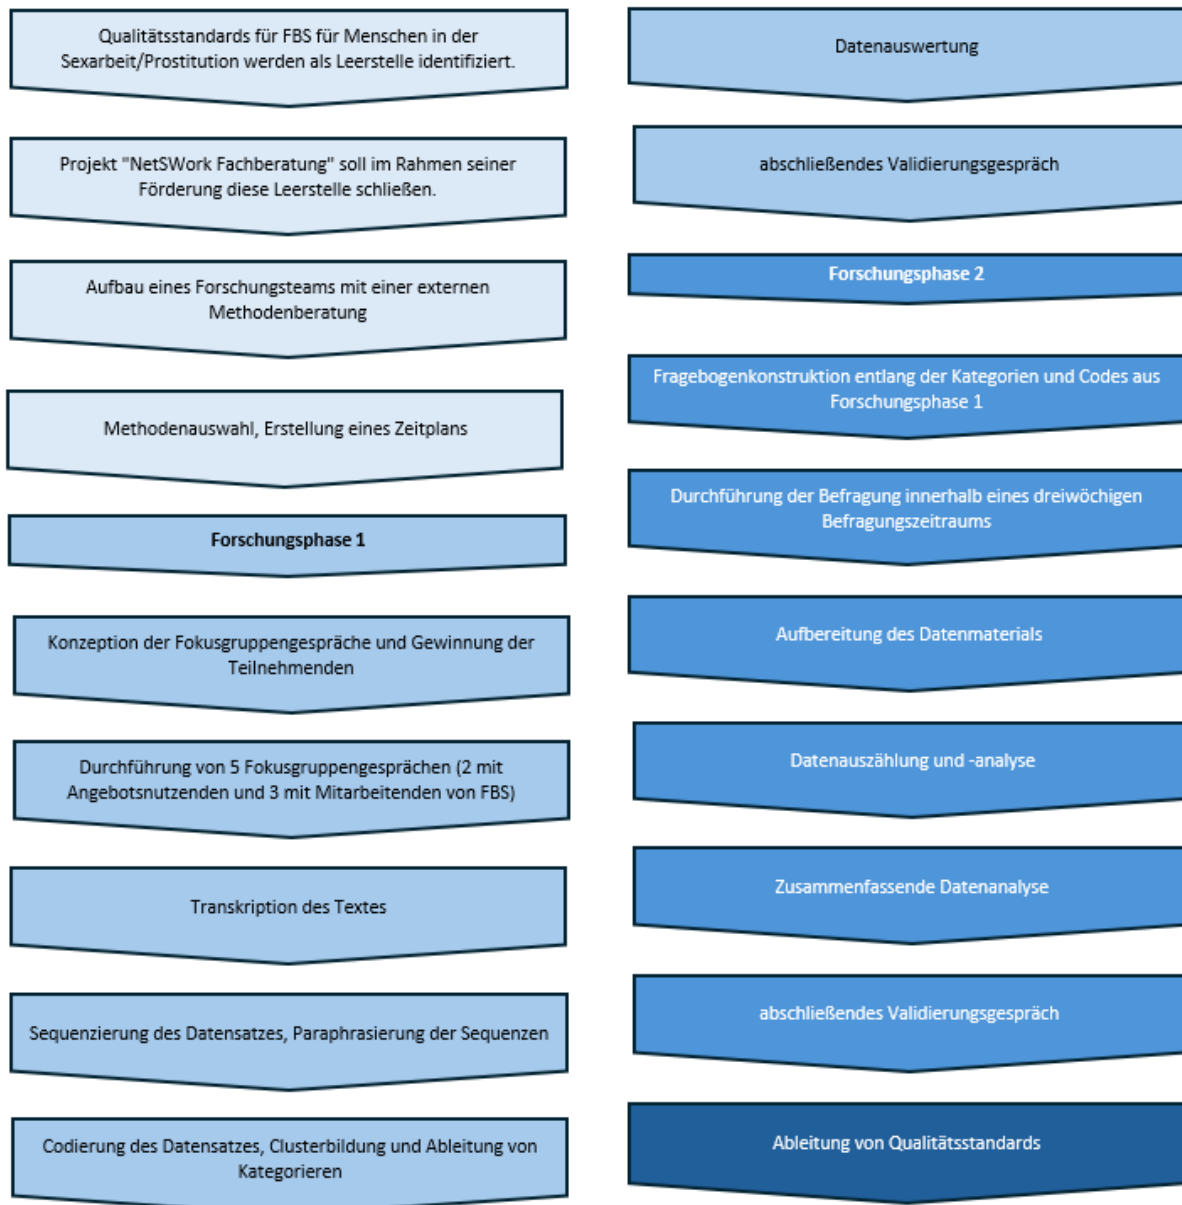 Qualitätsstandards für FBS für Menschen in der
Sexarbeit/Prostitution werden als Leerstelle identifiziert.
Projekt "NetSWork Fachberatung" soll im Rahmen seiner
Förderung diese Leerstelle schließen.
Aufbau eines Forschungsteams mit einer externen
Methodenberatung
Methodenauswahl, Erstellung eines Zeitplans
Forschungsphase 1
Konzeption der Fokusgruppengespräche und Gewinnung der
Teilnehmenden
Durchführung von 5 Fokusgruppengesprächen (2 mit
Angebotsnutzenden und 3 mit Mitarbeitenden von FBS)
Transkription des Textes
Sequenzierung des Datensatzes, Paraphrasierung der Sequenzen
Codierung des Datensatzes, Clusterbildung und Ableitung von
Kategorieren
Datenauswertung
abschließendes Validierungsgespräch
Forschungsphase 2
Fragebogenkonstruktion entlang der Kategorien und Codes aus
Forschungsphase 1
Durchführung der Befragung innerhalb eines dreiwöchigen
Befragungszeitraums
Aufbereitung des Datenmaterials
Datenauszählung und -analyse
Zusammenfassende Datenanalyse
abschließendes Validierungsgespräch
Ableitung von Qualitätsstandards